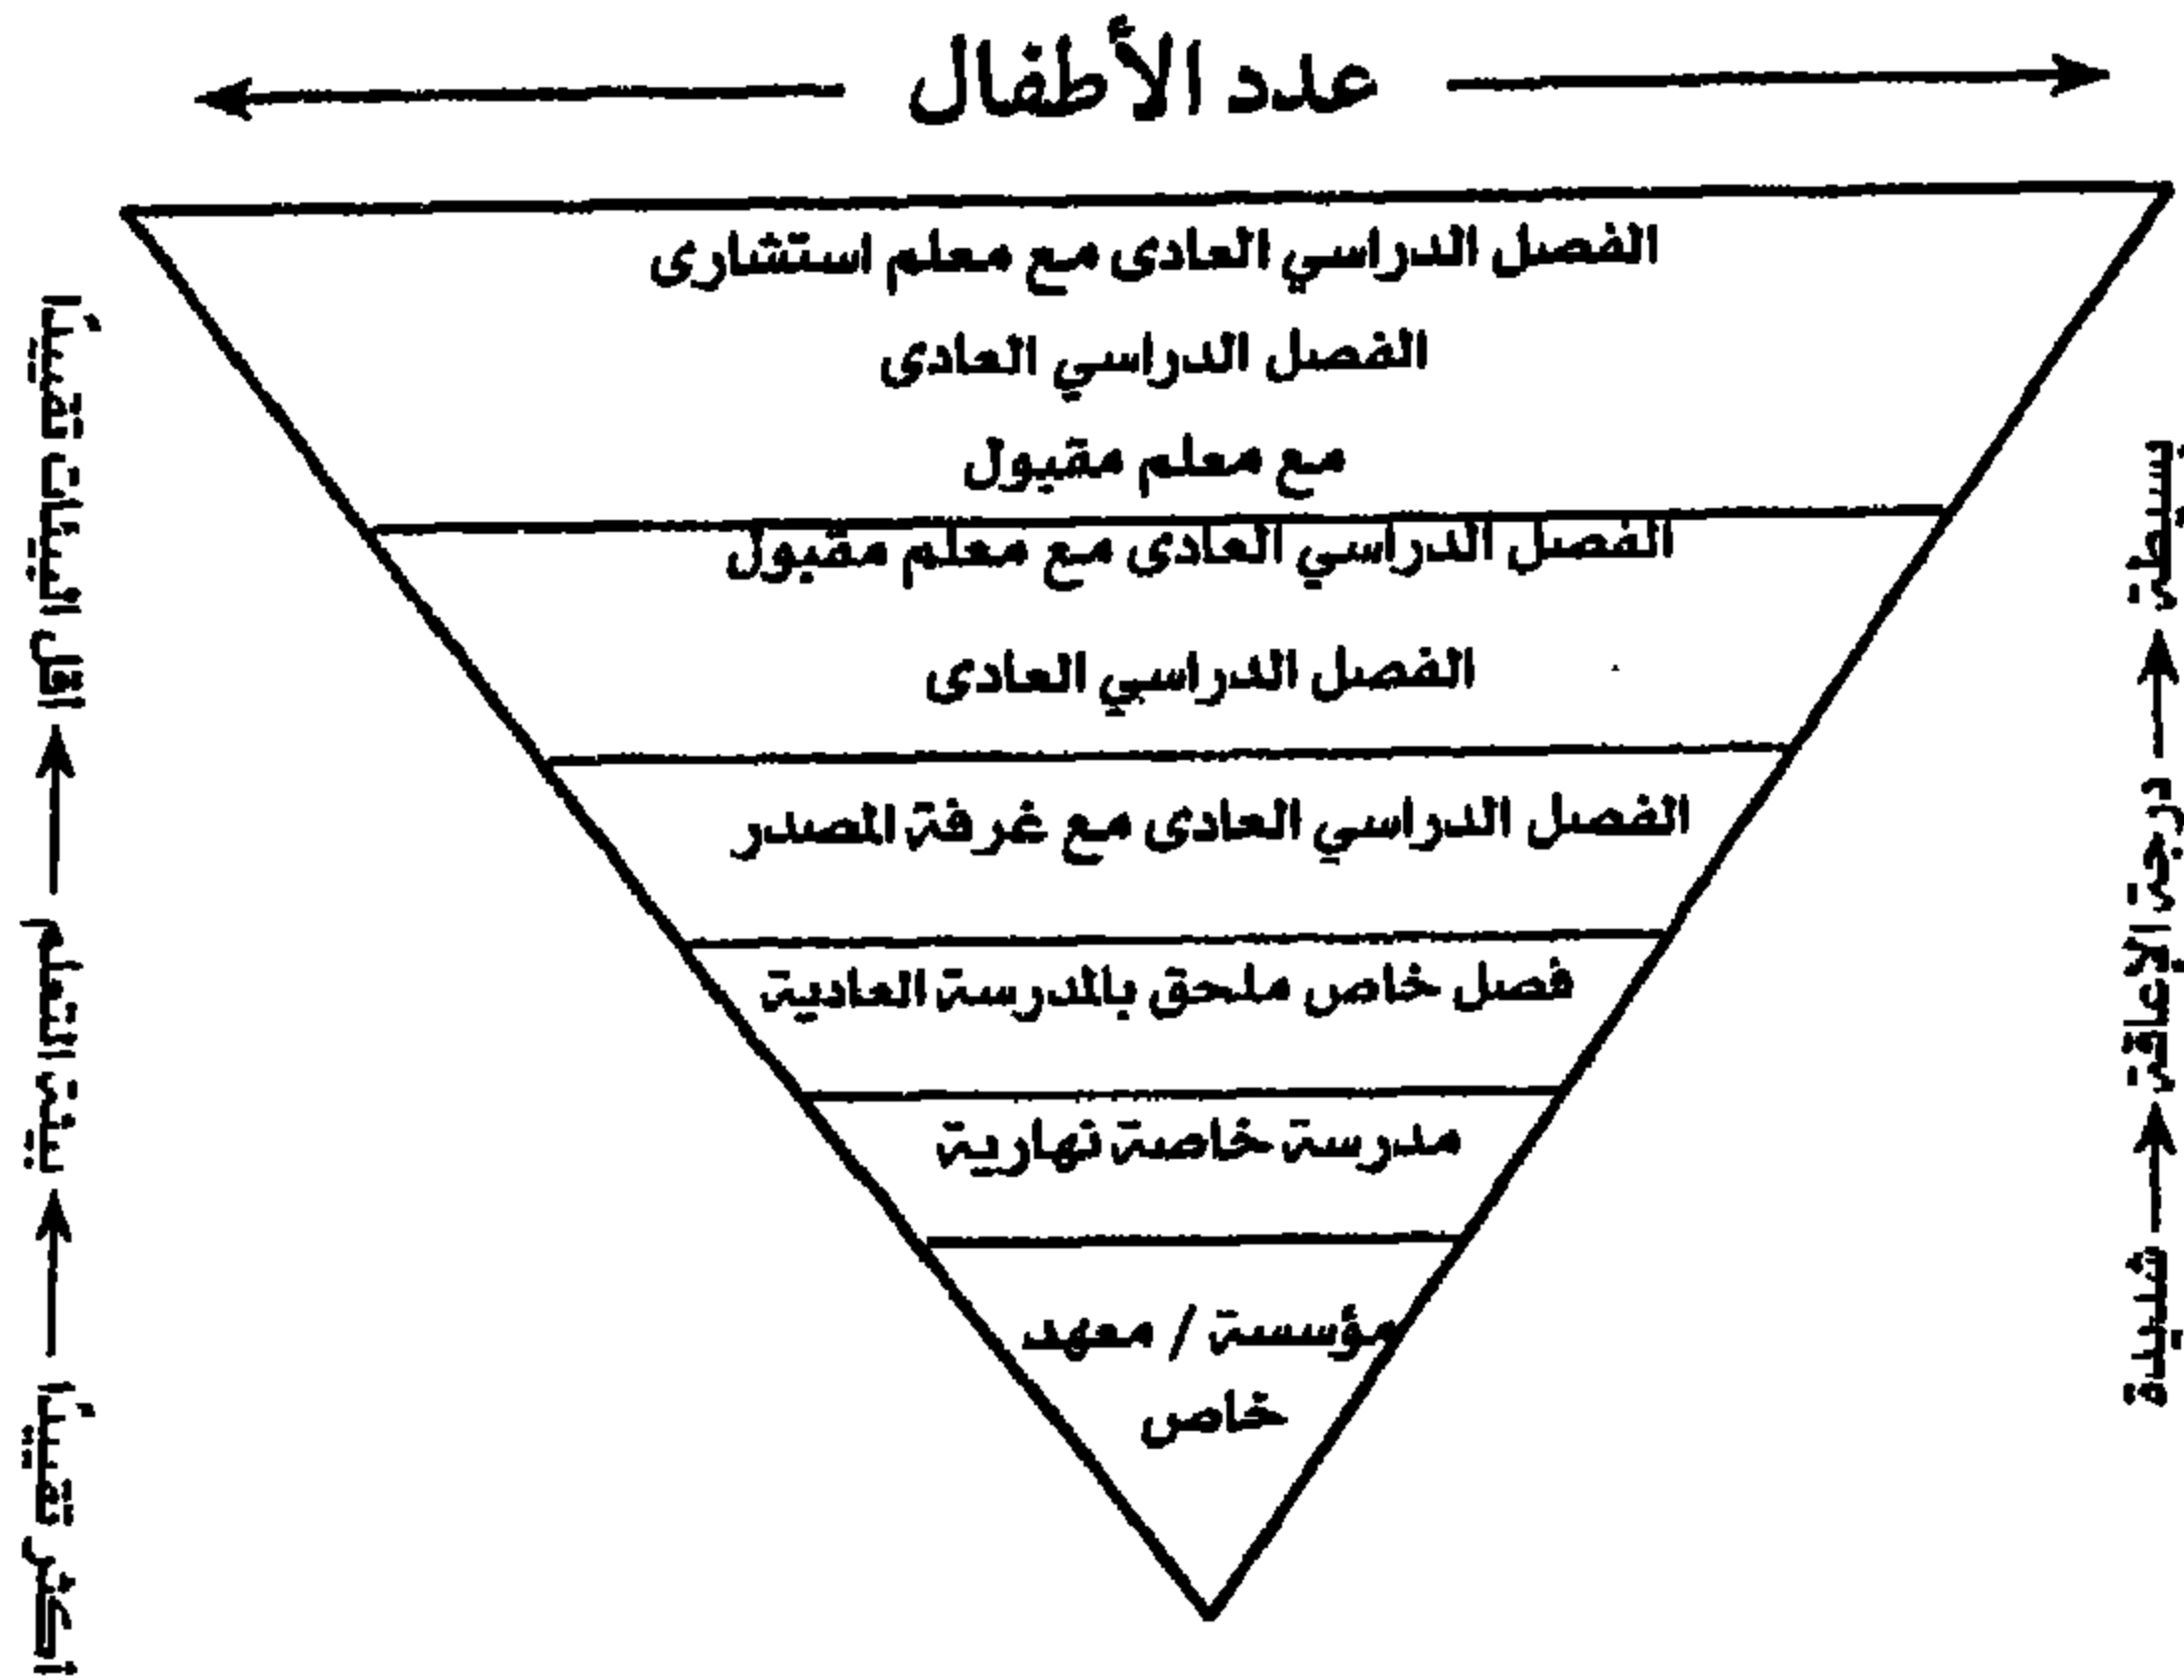 عدد الأطفال
الفصل الدراسي العادى مع معلم استشارى
الفصل الدراسي العادى
مع معلم مقيول
الفصل الدراسي العادى مع معلم مقبول
الفصل الدراسي العادى
الفصل الدراسي العادى مع غرفة المصدر
فصل خاص ملحق بالمدرسة العادية
مدرسة خاصة نهارية
مؤسسة / معهد
خاص
شديدة ← درجة الإعاقة ← بسيطة
أكثر تقيدًا ← بيئة التعلم ← أقل البيئات تقيدًا